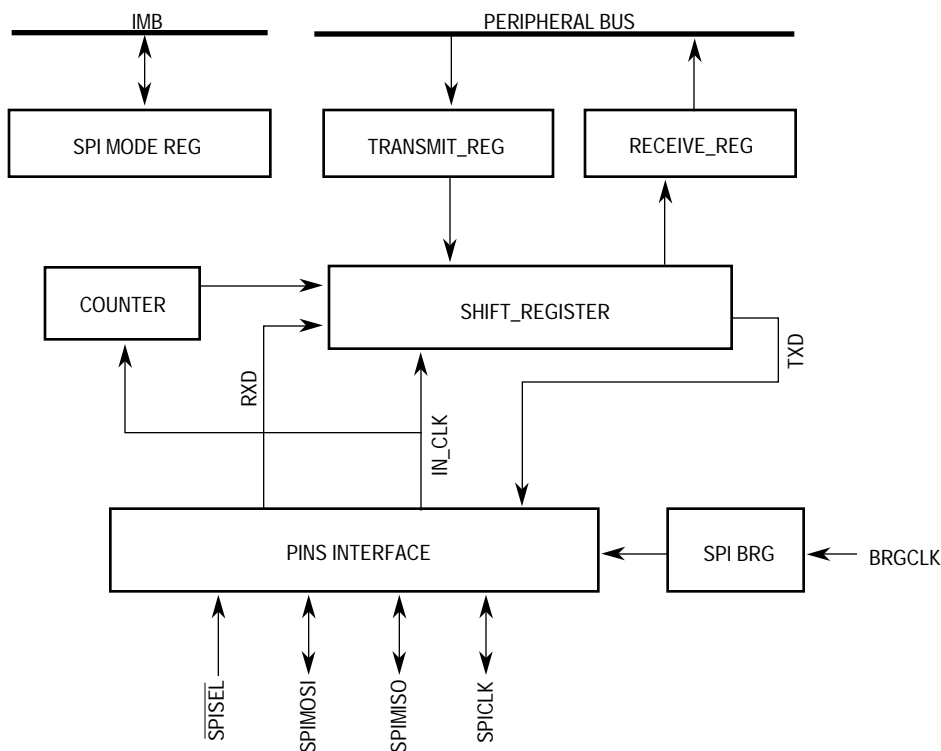 IMB
PERIPHERAL BUS
SPI MODE REG
TRANSMIT_REG
RECEIVE_REG
COUNTER
SHIFT_REGISTER
TXD
RXD
IN_CLK
PINS INTERFACE
SPI BRG
BRGCLK
SPISEL
SPIMOSI
SPIMISO
SPICLK